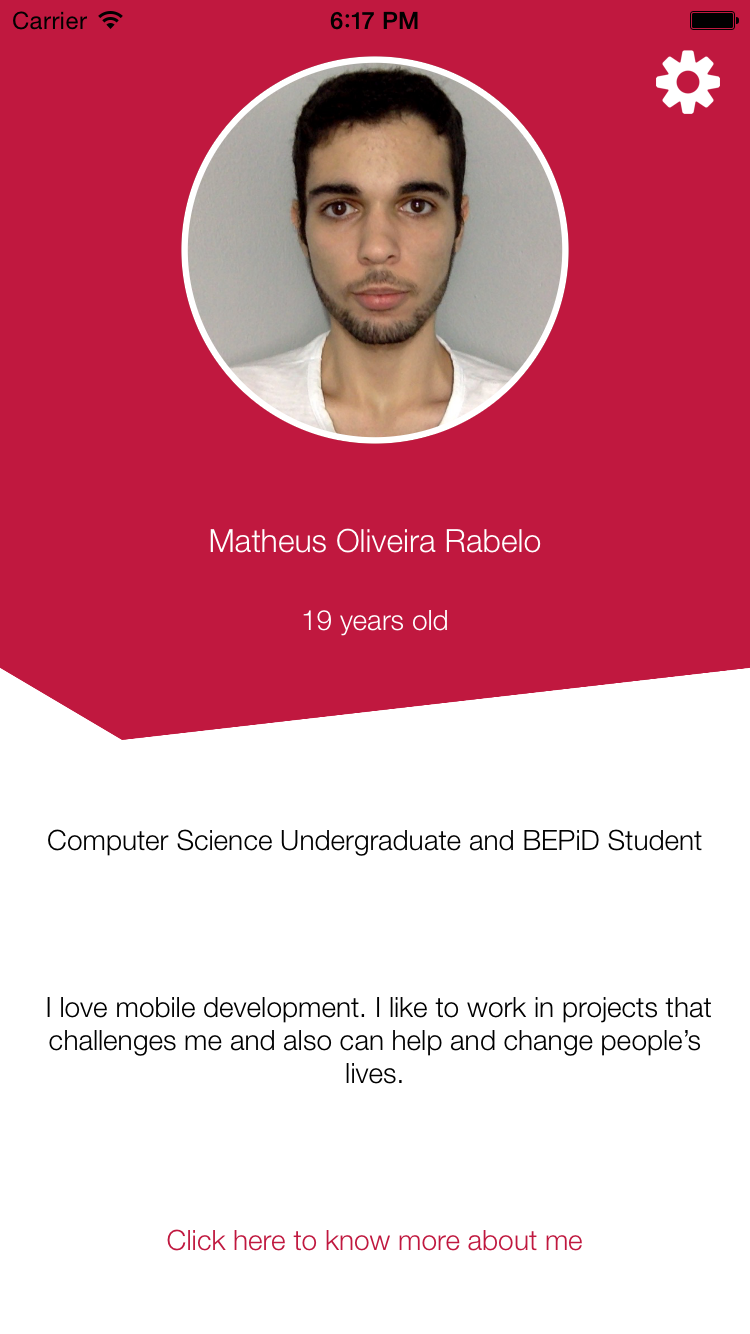 Carrier 6:17 PM
Matheus Oliveira Rabelo
19 years old
Computer Science Undergraduate and BEPiD Student
I love mobile development. I like to work in projects that
challenges me and also can help and change people’s
lives.
Click here to know more about me